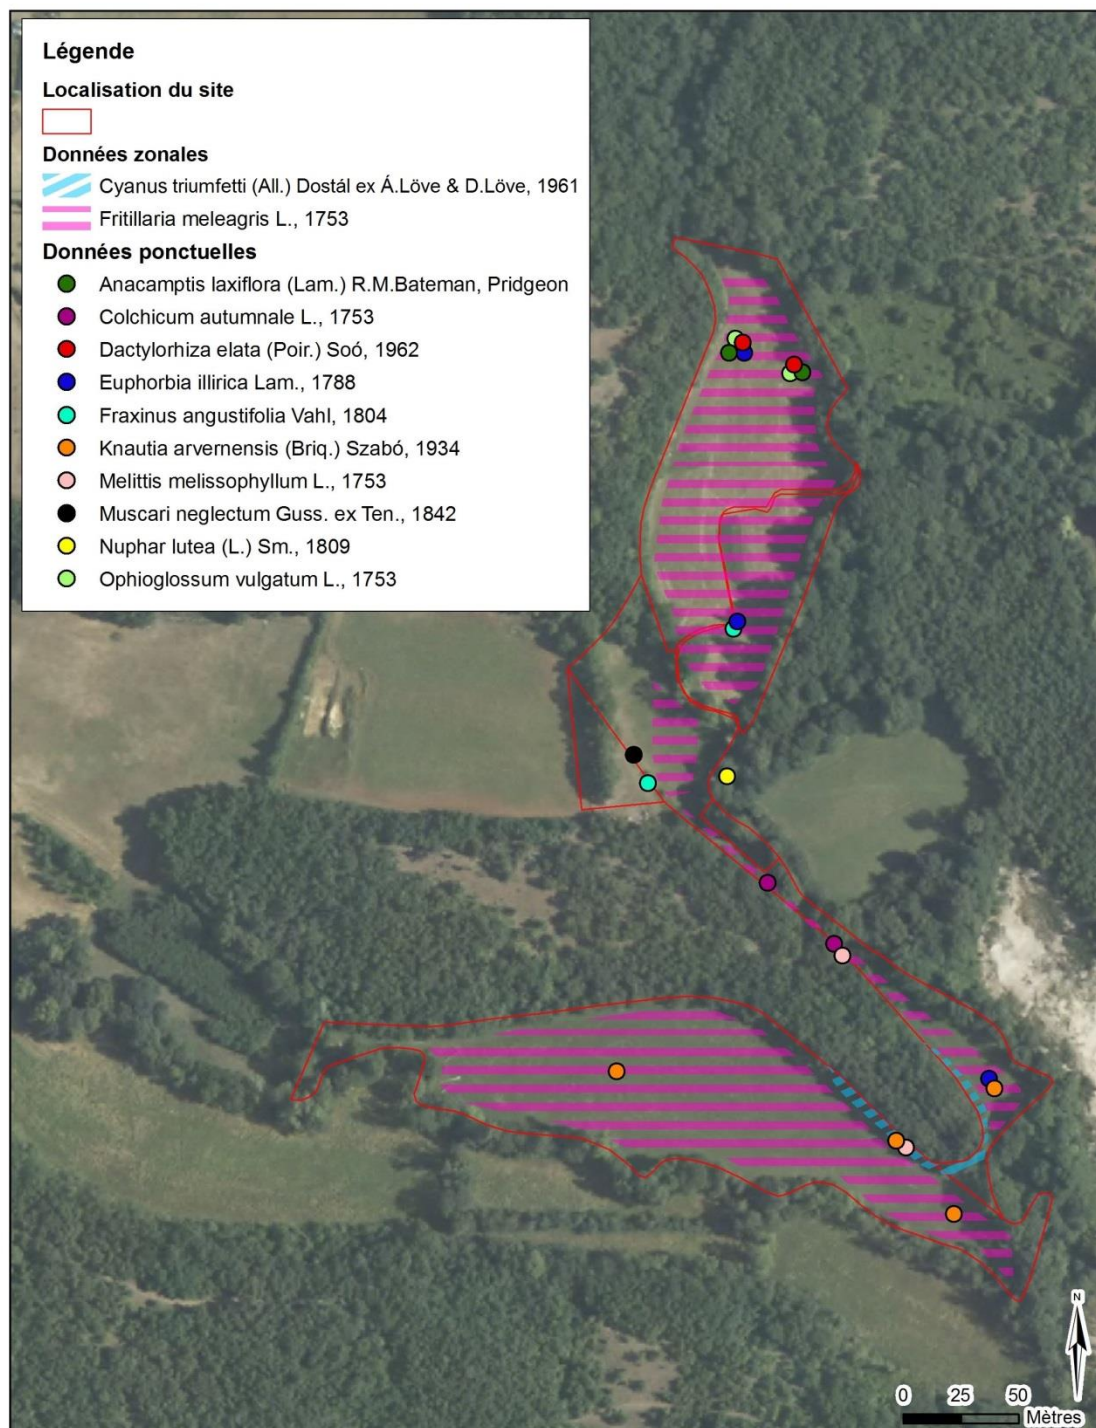 Légende
Localisation du site
Données zonales
Cyanus triumfetti (All.) Dostál ex Á.Löve & D.Löve, 1961
Fritillaria meleagris L., 1753
Données ponctuelles
Anacamptis laxiflora (Lam.) R.M.Bateman, Pridgeon
Colchicum autumnale L., 1753
Dactylorhiza elata (Poir.) Soó, 1962
Euphorbia illirica Lam., 1788
Fraxinus angustifolia Vahl, 1804
Knautia arvernensis (Briq.) Szabó, 1934
Melittis melissophyllum L., 1753
Muscari neglectum Guss. ex Ten., 1842
Nuphar lutea (L.) Sm., 1809
Ophioglossum vulgatum L., 1753
N
0 25 50
Mètres